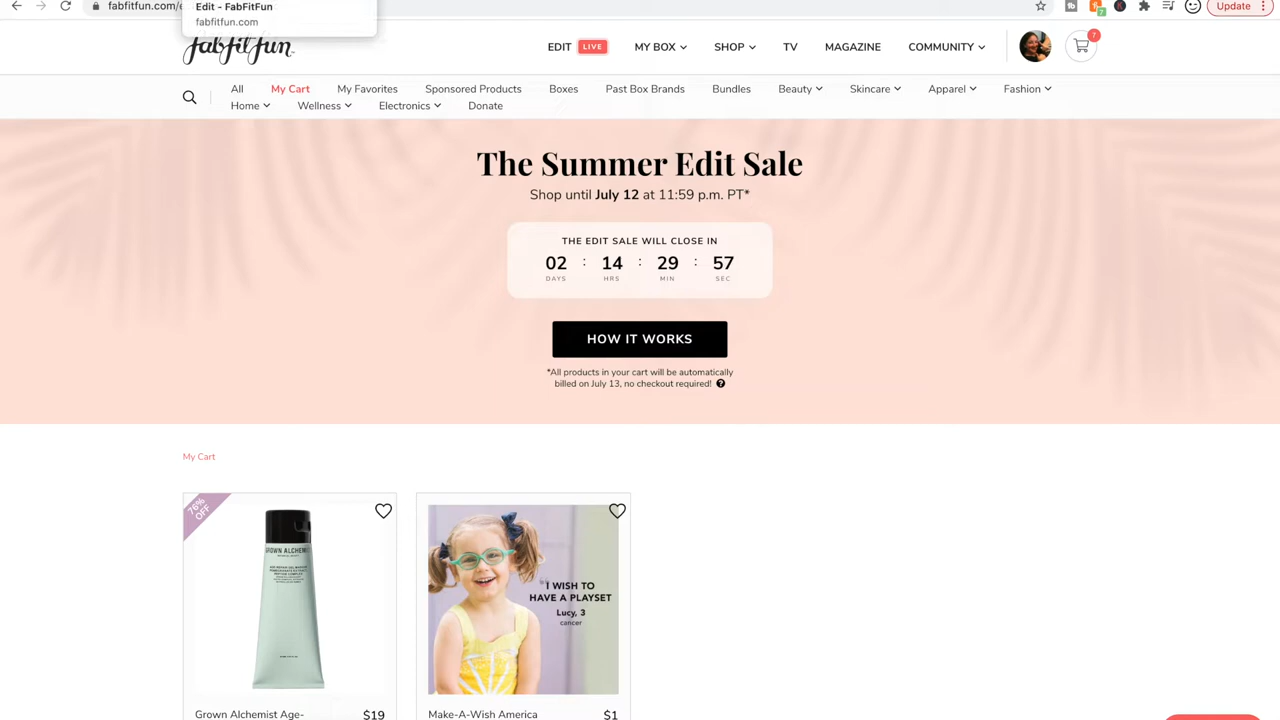 Edit - FabFitFun
fabfitfun.com
fabfitfun.com/e
Update
fabfitfun™
EDIT LIVE MY BOX SHOP TV MAGAZINE COMMUNITY 7
All My Cart My Favorites Sponsored Products Boxes Past Box Brands Bundles Beauty Skincare Apparel Fashion
Home Wellness Electronics Donate
The Summer Edit Sale
Shop until July 12 at 11:59 p.m. PT*
THE EDIT SALE WILL CLOSE IN
02 : 14 : 29 : 57
DAYS HRS MIN SEC
HOW IT WORKS
*All products in your cart will be automatically
billed on July 13, no checkout required!
My Cart
76%
OFF
GROWN ALCHEMIST
I WISH TO
HAVE A PLAYSET
Lucy, 3
cancer
Grown Alchemist Age- $19
Make-A-Wish America $1